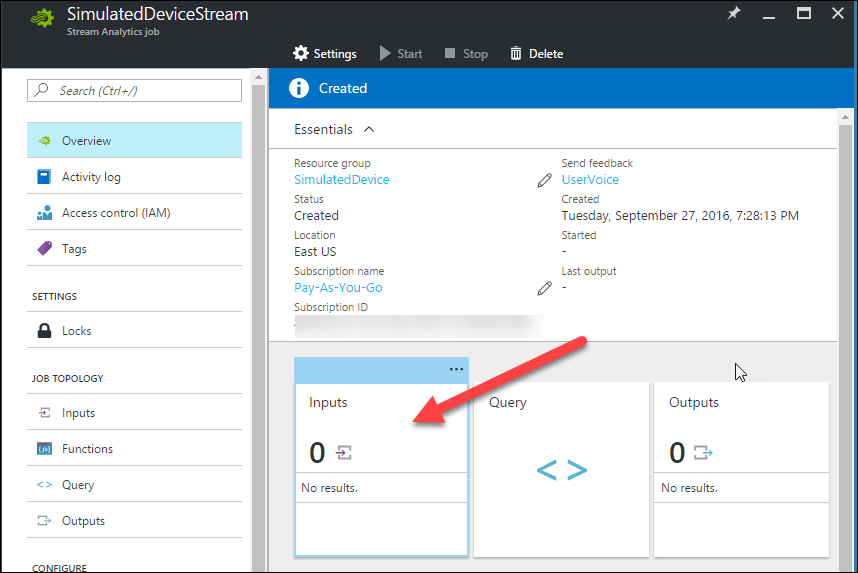 SimulatedDeviceStream
Stream Analytics job
Settings
Start
Stop
Delete
Search (Ctrl+/)
Overview
Activity log
Access control (IAM)
Tags
SETTINGS
Locks
JOB TOPOLOGY
Inputs
Functions
Query
Outputs
CONFIGURE
Created
Essentials
Resource group
SimulatedDevice
Status
Created
Location
East US
Subscription name
Pay-As-You-Go
Subscription ID
Send feedback
UserVoice
Created
Tuesday, September 27, 2016, 7:28:13 PM
Started
-
Last output
-
Inputs
0
No results.
Query
< >
Outputs
0
No results.